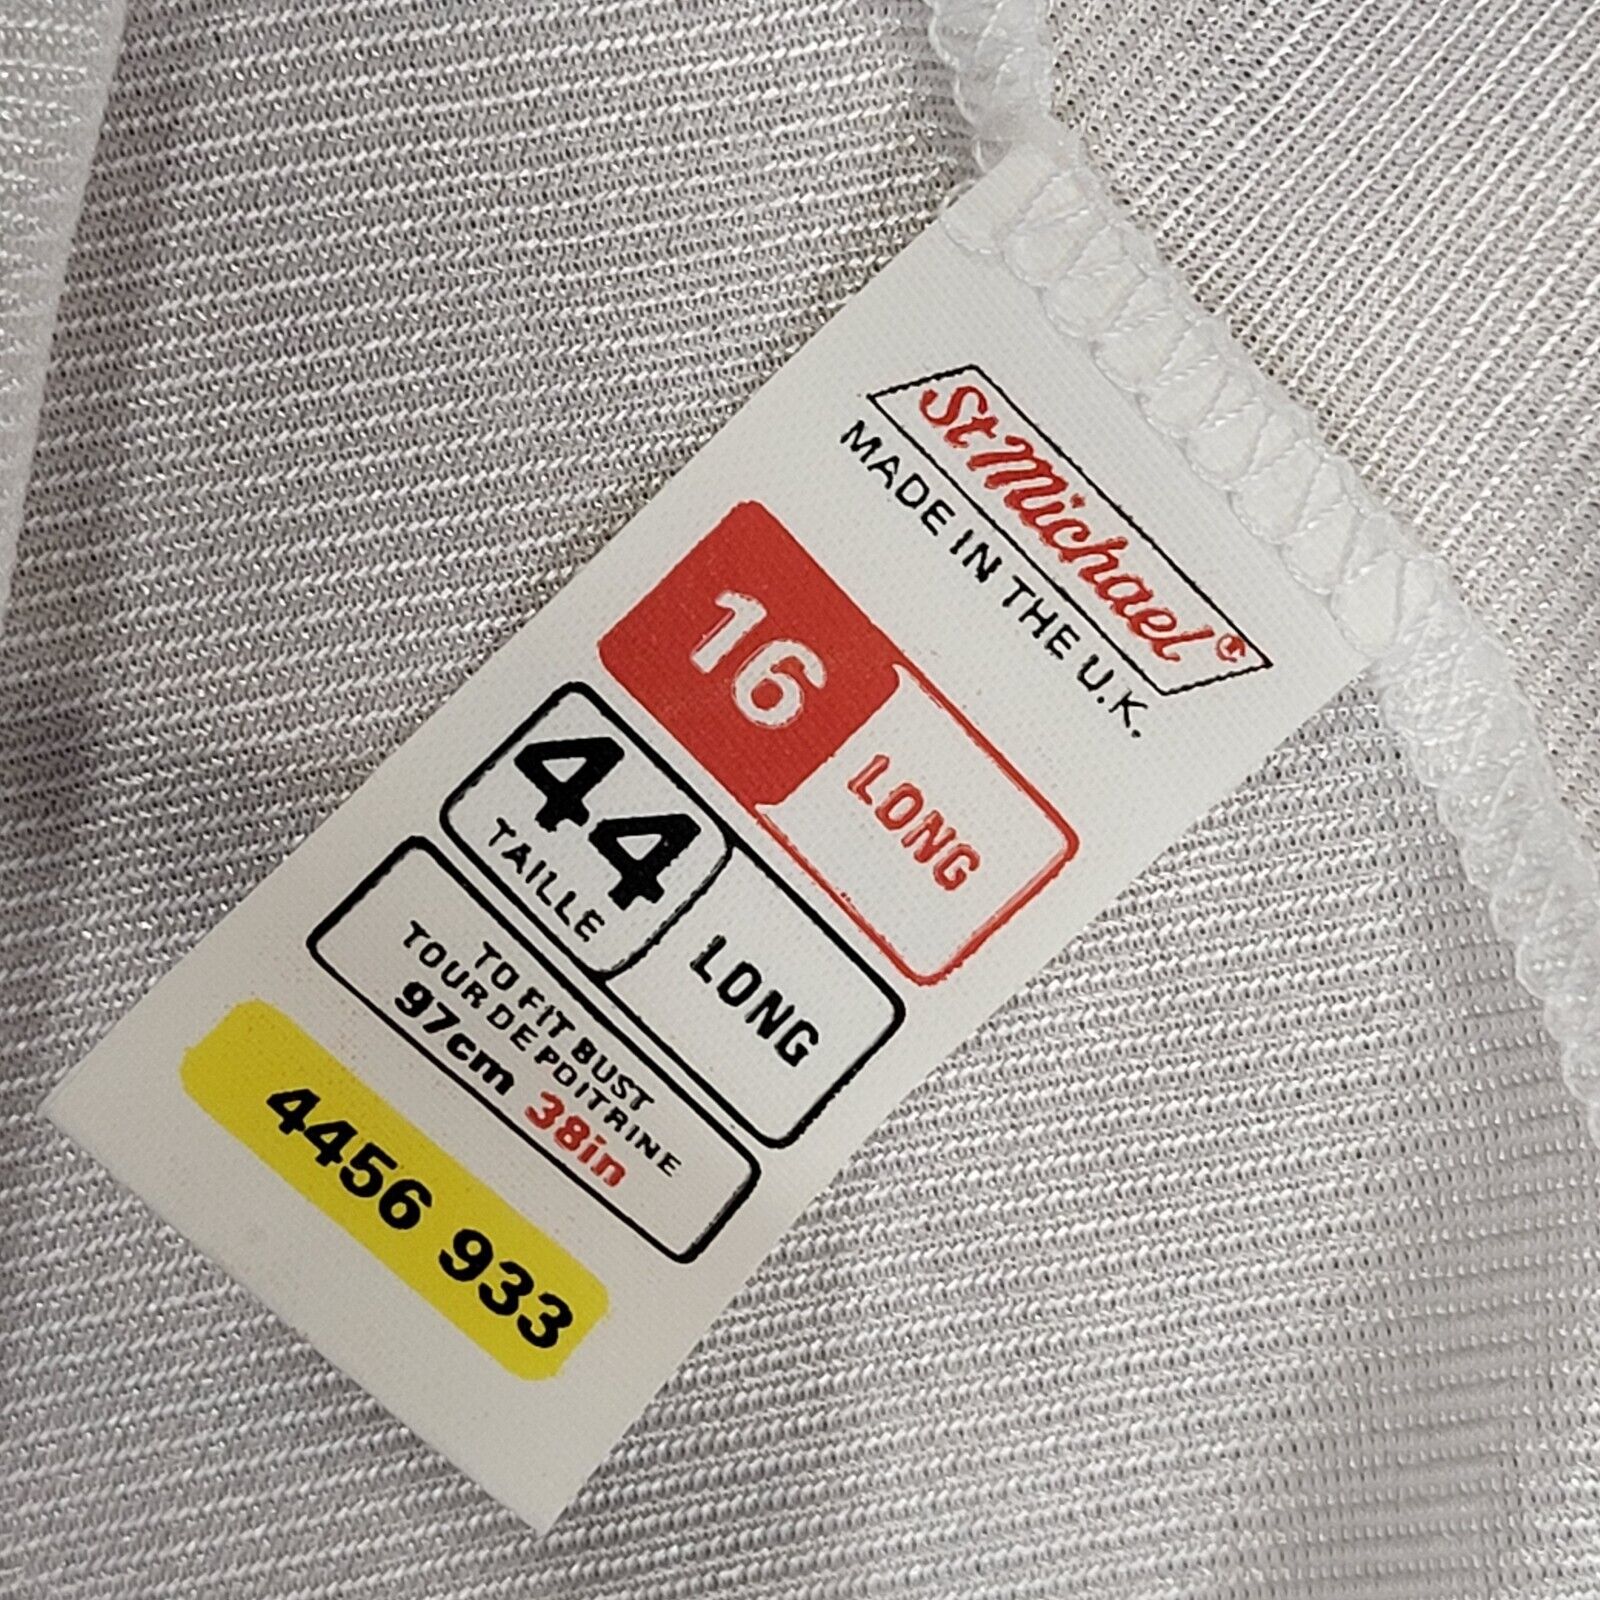 St Michael®
MADE IN THE U.K.
16 LONG
44 LONG
TAILLE
TO FIT BUST
TOUR DE POITRINE
97cm 38in
4456 933